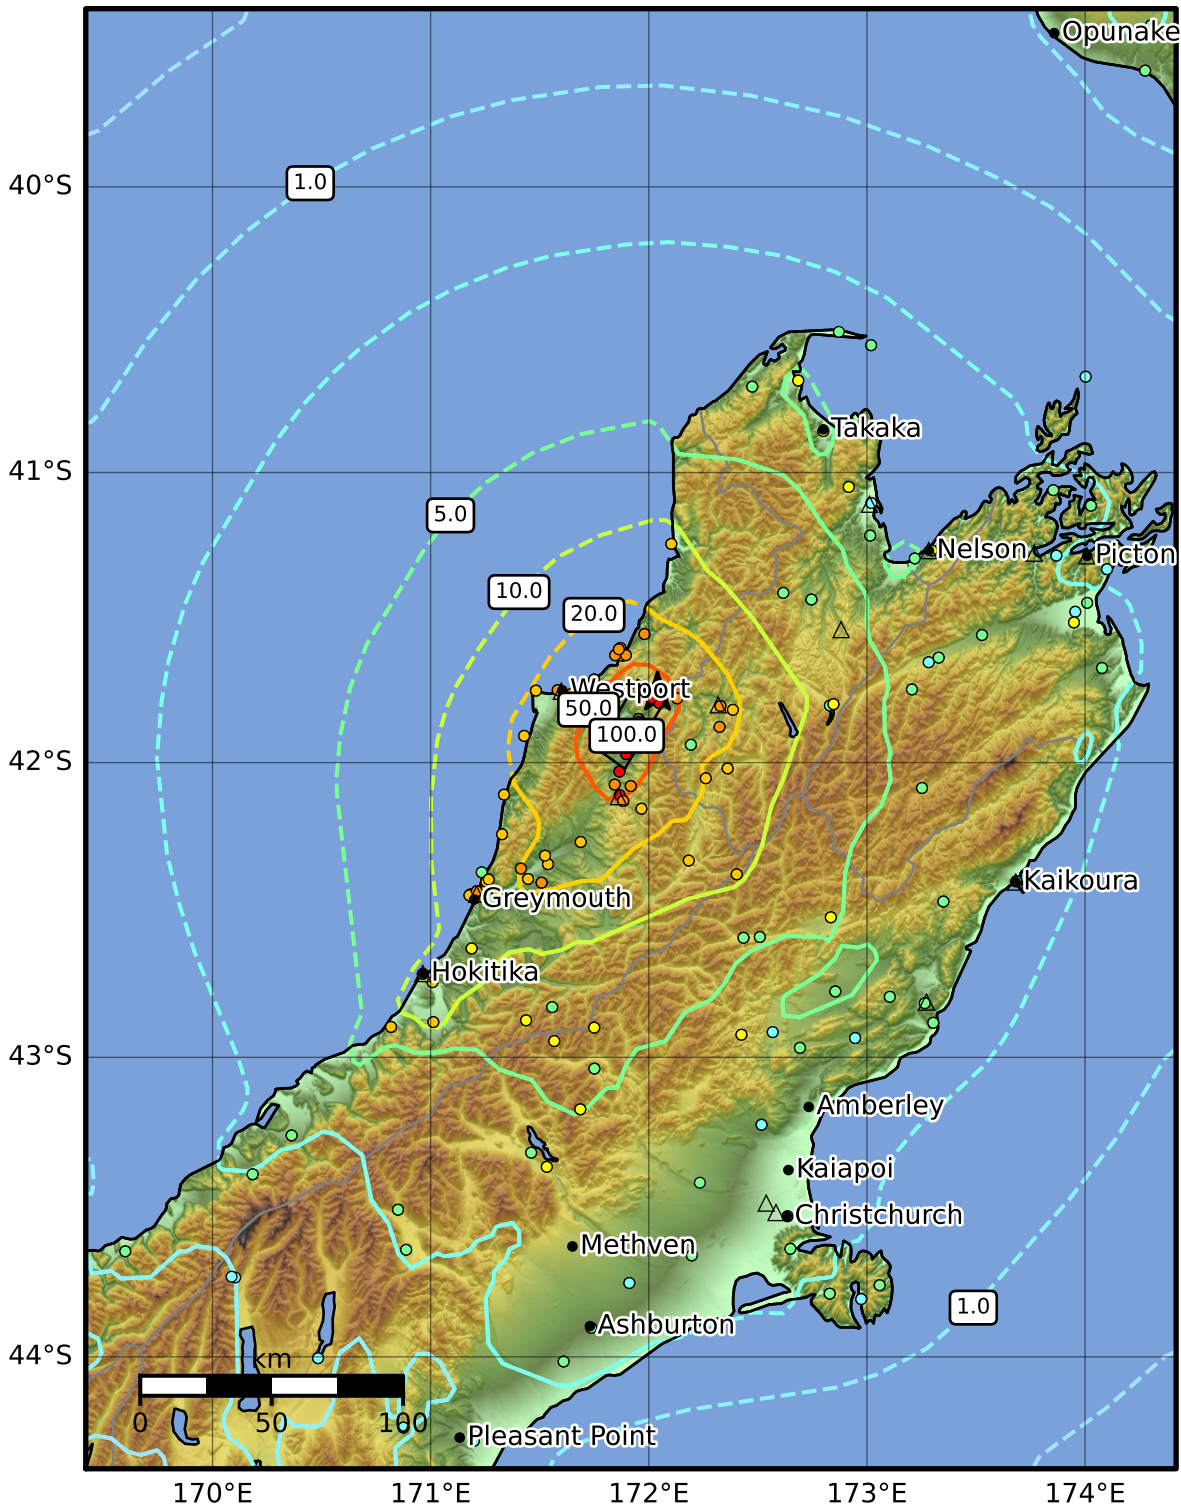 Opunake
40°S
1.0
Takaka
41°S
5.0
Nelson
Picton
10.0
20.0
Westport
50.0
100.0
42°S
Kaikoura
Greymouth
Hokitika
43°S
Amberley
Kaiapoi
Christchurch
Methven
1.0
Ashburton
44°S
km
0 50 100
Pleasant Point
170°E 171°E 172°E 173°E 174°E